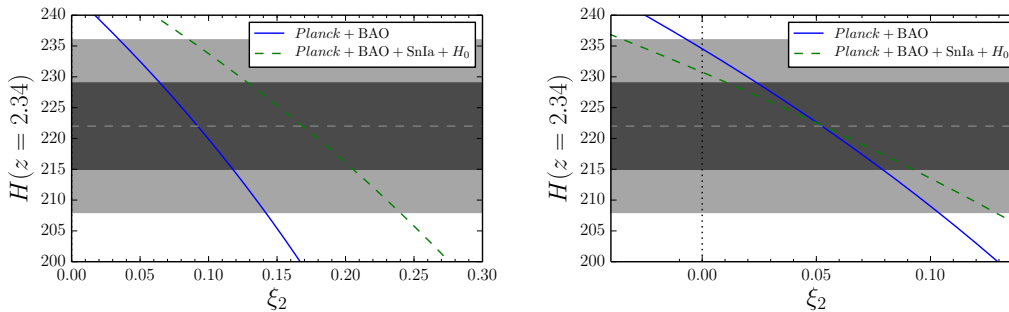 240
235
230
225
220
215
210
205
200
H(z = 2.34)
0.00 0.05 0.10 0.15 0.20 0.25 0.30
ξ₂
Planck + BAO
Planck + BAO + SnIa + H₀
240
235
230
225
220
215
210
205
200
H(z = 2.34)
0.00 0.05 0.10
ξ₂
Planck + BAO
Planck + BAO + SnIa + H₀